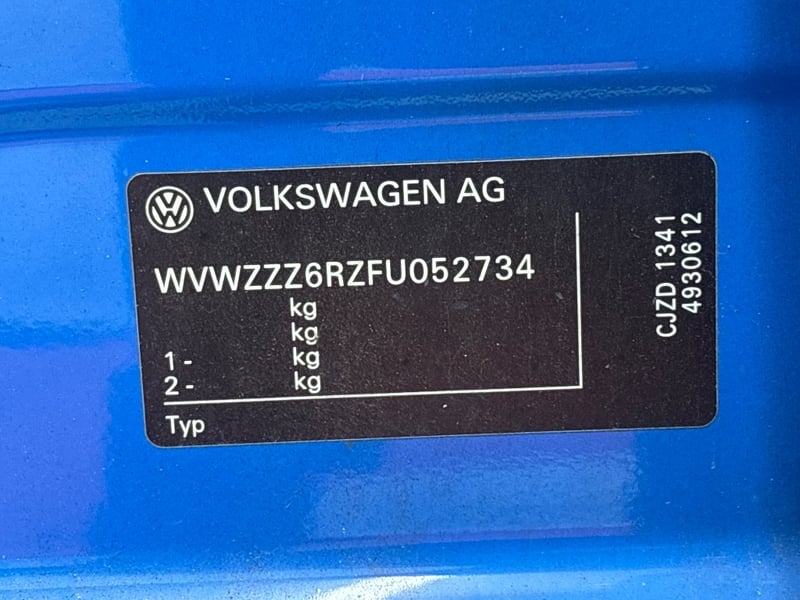 VOLKSWAGEN AG
WVWZZZ6RZFU052734
kg
kg
1- kg
2- kg
Typ
CJZD 1341
4930612